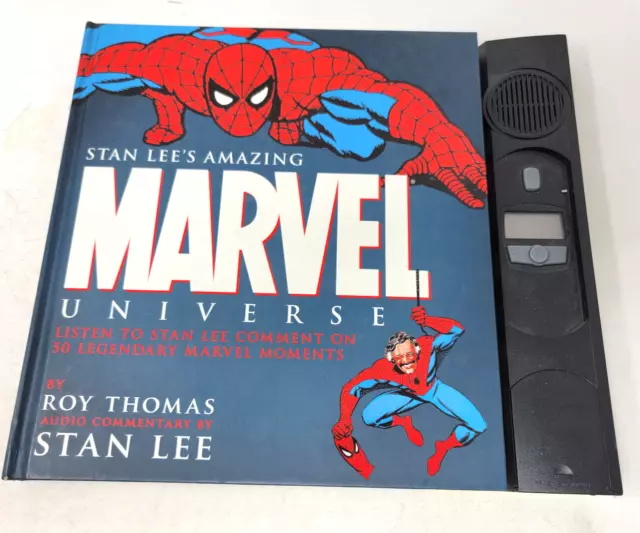 STAN LEE'S AMAZING
MARVEL
UNIVERSE
LISTEN TO STAN LEE COMMENT ON
50 LEGENDARY MARVEL MOMENTS
BY
ROY THOMAS
AUDIO COMMENTARY BY
STAN LEE